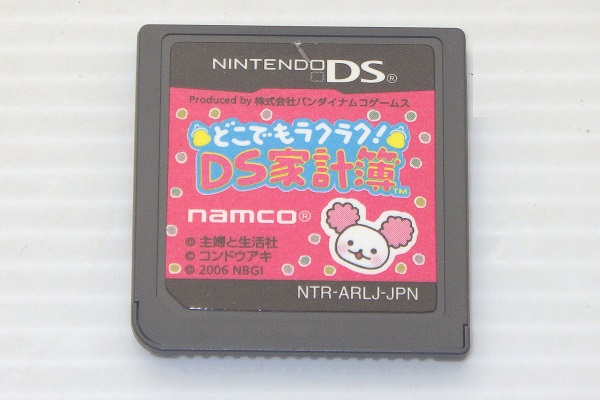 NINTENDO DS®
Produced by 株式会社バンダイナムコゲームス
どこでもラクラク!
DS家計簿™
namco®
© 主婦と生活社
© コンドウアキ
© 2006 NBGI
NTR-ARLJ-JPN